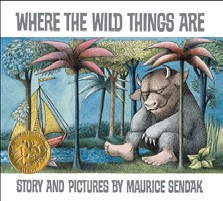 WHERE THE WILD THINGS ARE
STORY AND PICTURES BY MAURICE SENDAK